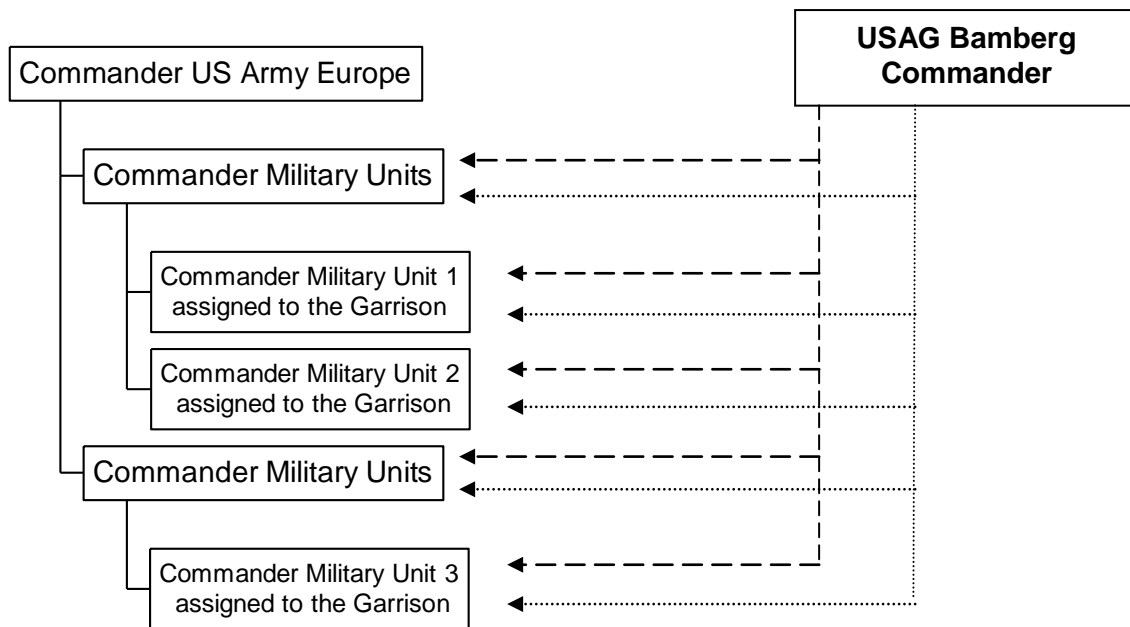 USAG Bamberg
Commander
Commander US Army Europe
Commander Military Units
Commander Military Unit 1
assigned to the Garrison
Commander Military Unit 2
assigned to the Garrison
Commander Military Units
Commander Military Unit 3
assigned to the Garrison